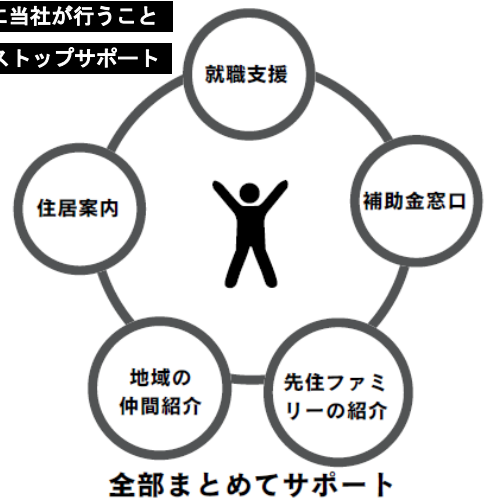 に当社が行うこと
ストップサポート
就職支援
補助金窓口
住居案内
地域の
仲間紹介
先住ファミ
リーの紹介
全部まとめてサポート